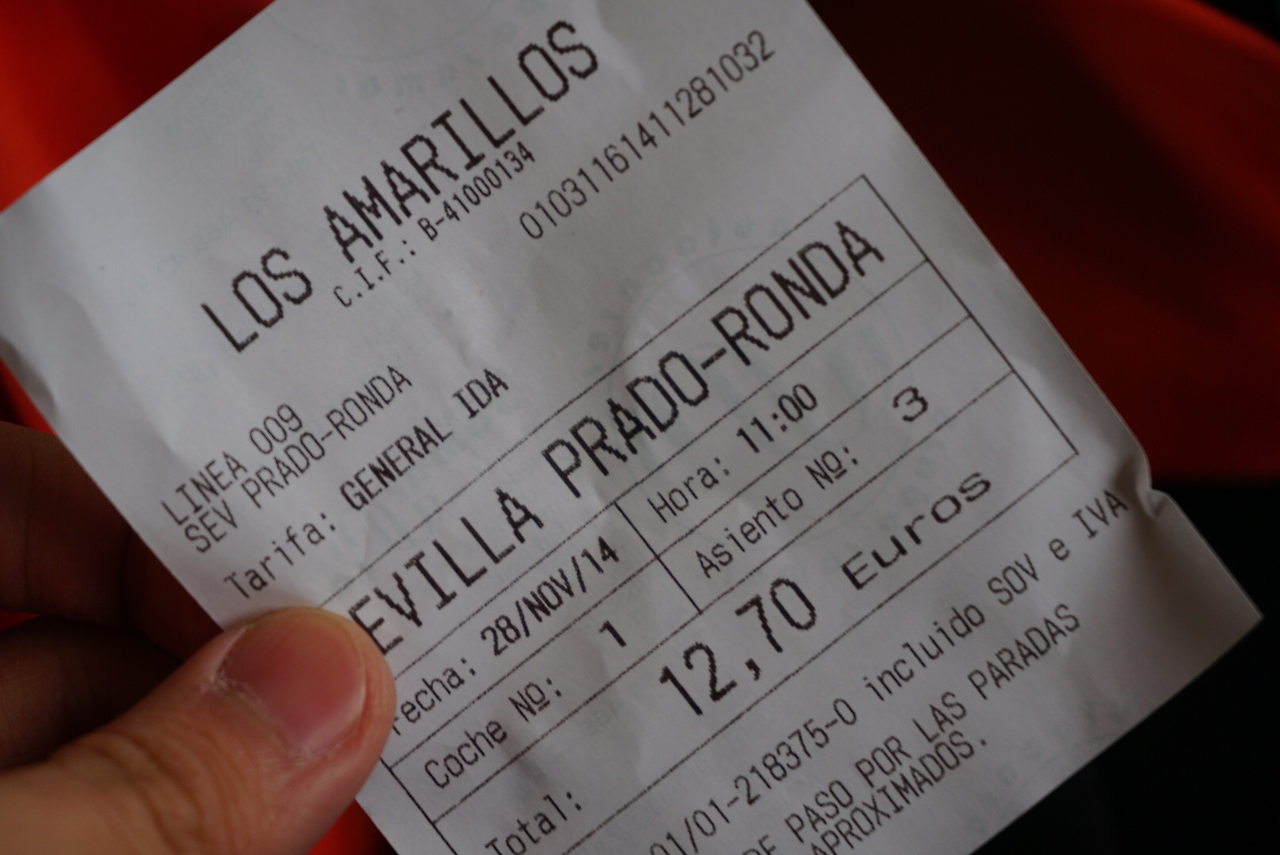 LOS AMARILLOS
C.I.F.: B-41000134
01031161411281032
LINEA 009
SEV PRADO-RONDA
Tarifa: GENERAL IDA
EVILLA PRADO-RONDA
Fecha: 28/NOV/14 Hora: 11:00
Coche Nº: 1 Asiento Nº: 3
Total: 12,70 Euros
01/01-218375-0 incluido SOV e IVA
DE PASO POR LAS PARADAS
APROXIMADOS.